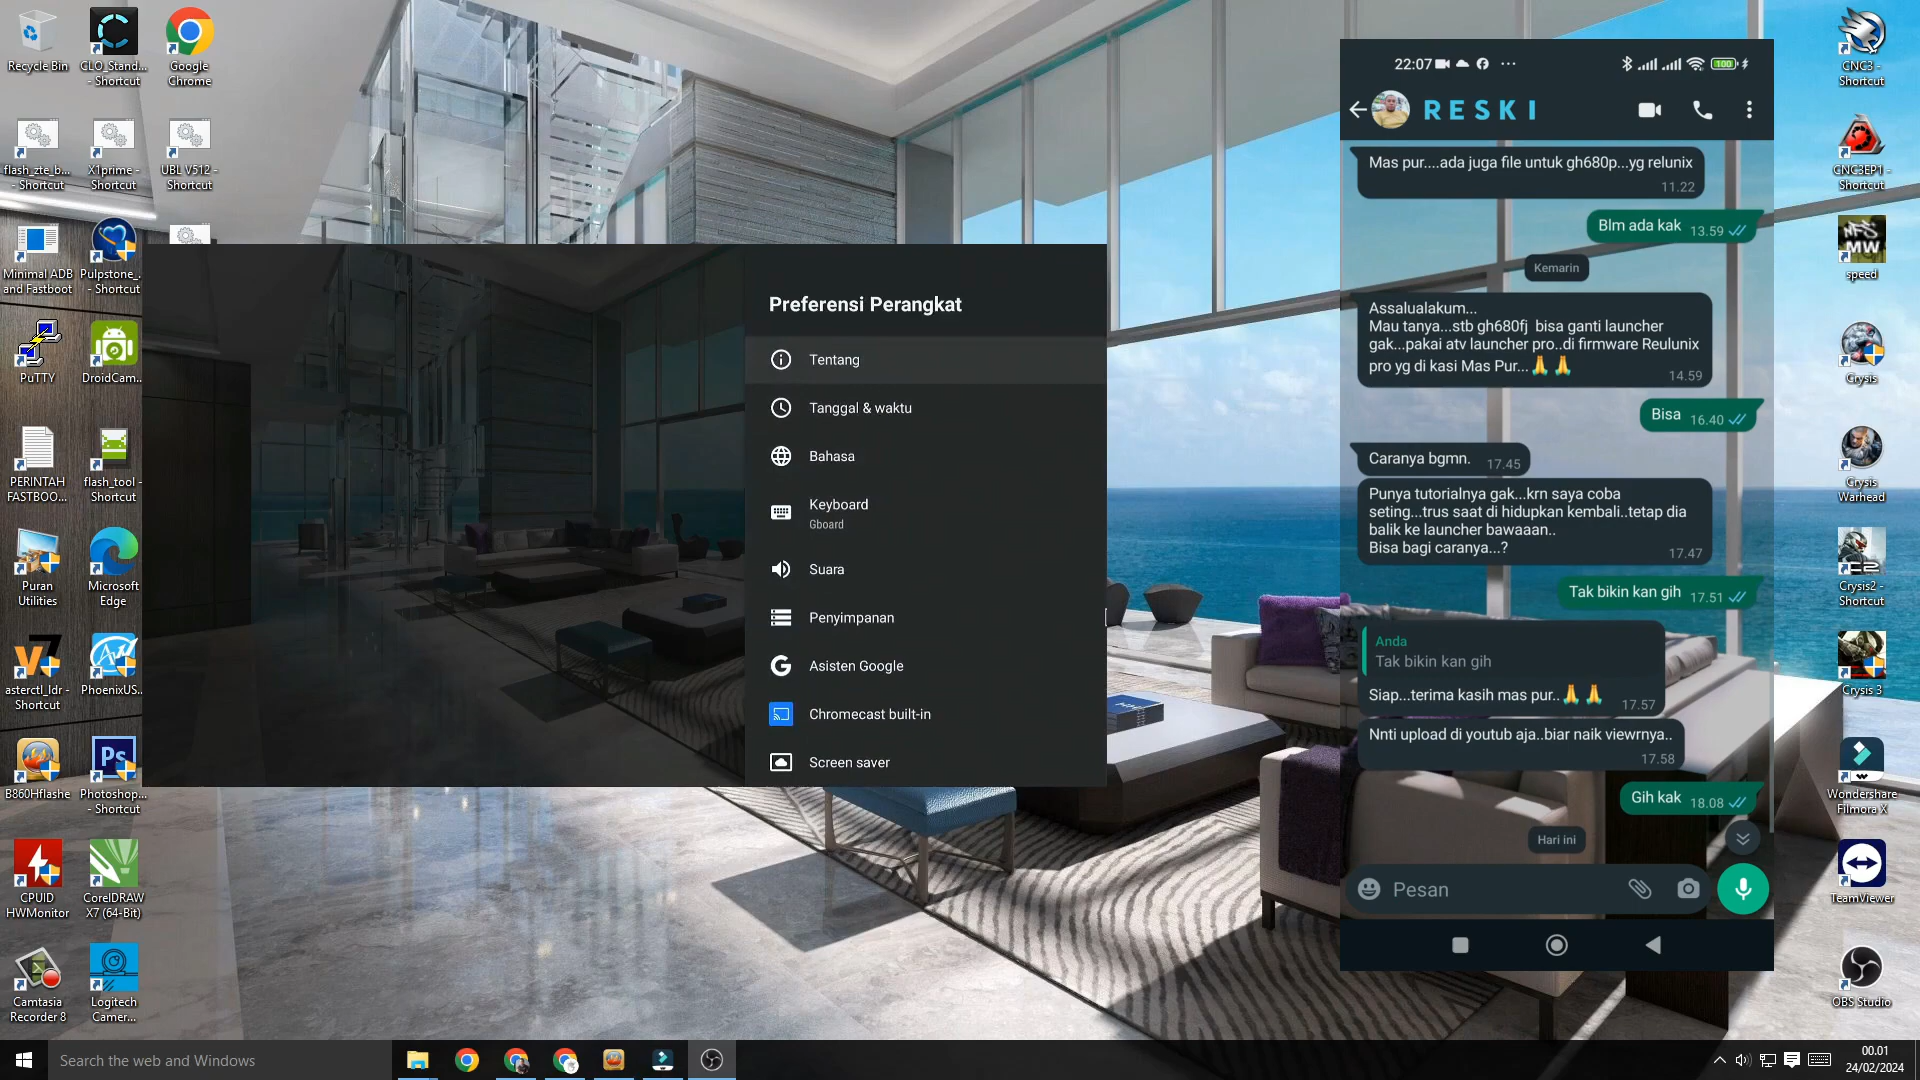 Recycle Bin
CLO_Stand...
- Shortcut
Google
Chrome
flash_zte_b...
- Shortcut
X1prime -
Shortcut
UBL V512 -
Shortcut
Minimal ADB
and Fastboot
Pulpstone_.
- Shortcut
PuTTY
DroidCam..
PERINTAH
FASTBOO...
flash_tool -
Shortcut
Puran
Utilities
Microsoft
Edge
asterctl_ldr -
Shortcut
PhoenixUS..
B860Hflashe
Ps
Photoshop...
- Shortcut
CPUID
HWMonitor
CorelDRAW
X7 (64-Bit)
Camtasia
Recorder 8
Logitech
Camer...
Preferensi Perangkat
Tentang
Tanggal & waktu
Bahasa
Keyboard
Gboard
Suara
Penyimpanan
Asisten Google
Chromecast built-in
Screen saver
22:07
100
RESKI
Mas pur....ada juga file untuk gh680p...yg relunix
11.22
Blm ada kak 13.59
Kemarin
Assalualakum...
Mau tanya...stb gh680fj bisa ganti launcher
gak...pakai atv launcher pro..di firmware Reulunix
pro yg di kasi Mas Pur...🙏🙏
14.59
Bisa 16.40
Caranya bgmn. 17.45
Punya tutorialnya gak...krn saya coba
seting...trus saat di hidupkan kembali..tetap dia
balik ke launcher bawaaan..
Bisa bagi caranya...?
17.47
Tak bikin kan gih 17.51
Anda
Tak bikin kan gih
Siap...terima kasih mas pur..🙏🙏 17.57
Nnti upload di youtub aja..biar naik viewrnya..
17.58
Gih kak 18.08
Hari ini
Pesan
CNC3 -
Shortcut
CNC3EP1 -
Shortcut
NFS
MW
speed
Crysis
Crysis
Warhead
Crysis2 -
Shortcut
Crysis 3
Wondershare
Filmora X
TeamViewer
OBS Studio
Search the web and Windows
00.01
24/02/2024